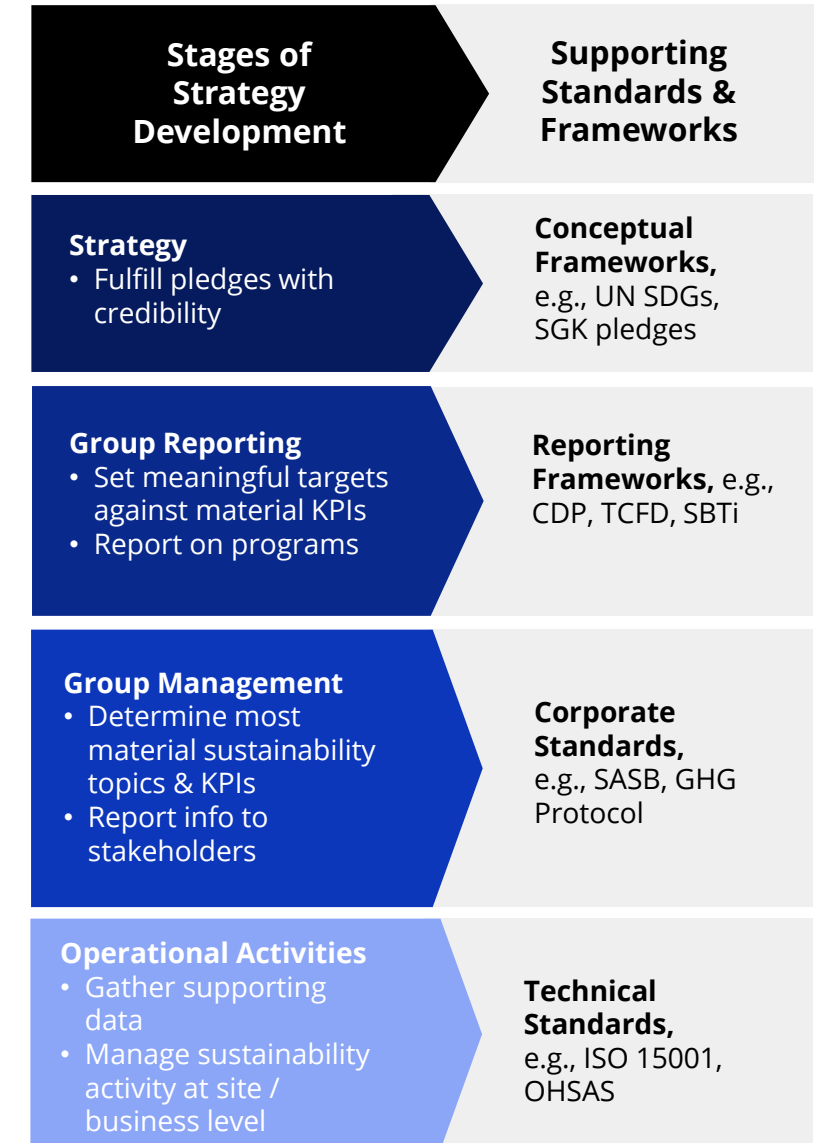 Stages of
Strategy
Development
Supporting
Standards &
Frameworks
Strategy
• Fulfill pledges with
credibility
Conceptual
Frameworks,
e.g., UN SDGs,
SGK pledges
Group Reporting
• Set meaningful targets
against material KPIs
• Report on programs
Reporting
Frameworks, e.g.,
CDP, TCFD, SBTi
Group Management
• Determine most
material sustainability
topics & KPIs
• Report info to
stakeholders
Corporate
Standards,
e.g., SASB, GHG
Protocol
Operational Activities
• Gather supporting
data
• Manage sustainability
activity at site /
business level
Technical
Standards,
e.g., ISO 15001,
OHSAS